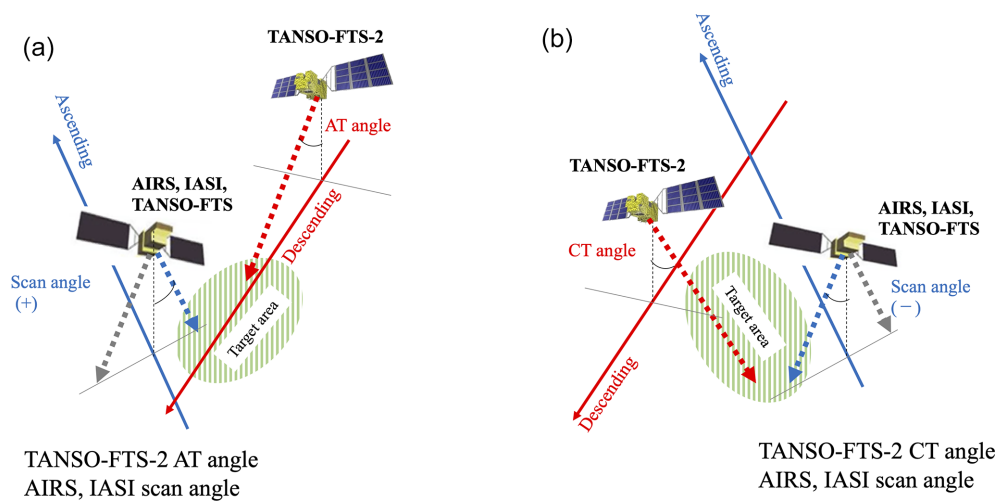 (a)
TANSO-FTS-2
AT angle
Ascending
AIRS, IASI,
TANSO-FTS
Descending
Scan angle
(+)
Target area
TANSO-FTS-2 AT angle
AIRS, IASI scan angle
(b)
Ascending
TANSO-FTS-2
CT angle
AIRS, IASI,
TANSO-FTS
Scan angle
(−)
Target area
Descending
TANSO-FTS-2 CT angle
AIRS, IASI scan angle